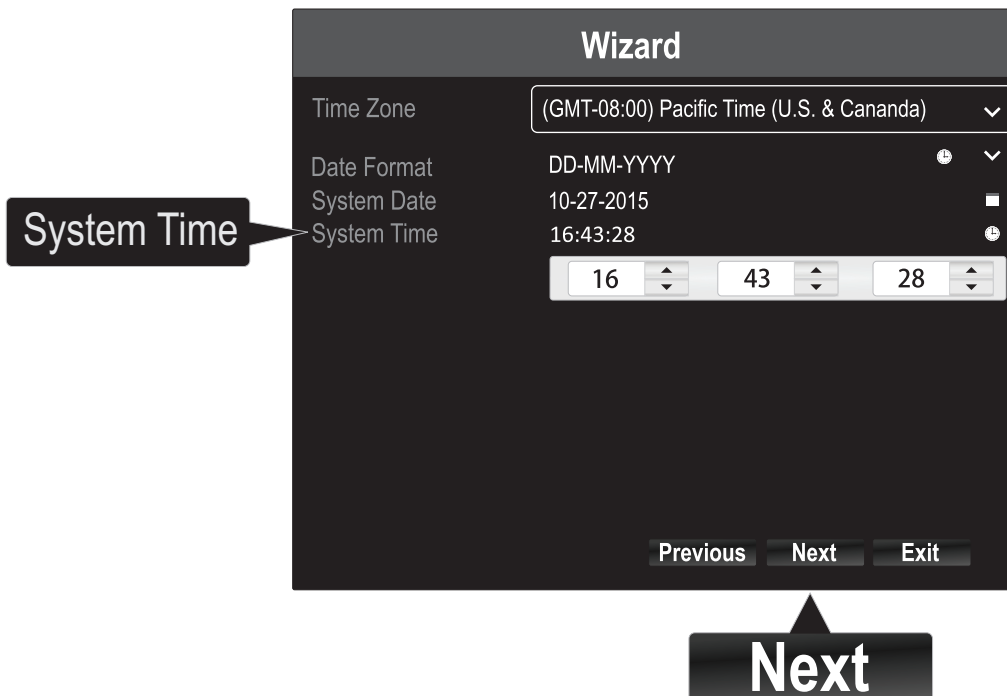 Wizard
Time Zone (GMT-08:00) Pacific Time (U.S. & Cananda)
Date Format DD-MM-YYYY
System Date 10-27-2015
System Time System Time 16:43:28
16 43 28
Previous Next Exit
Next